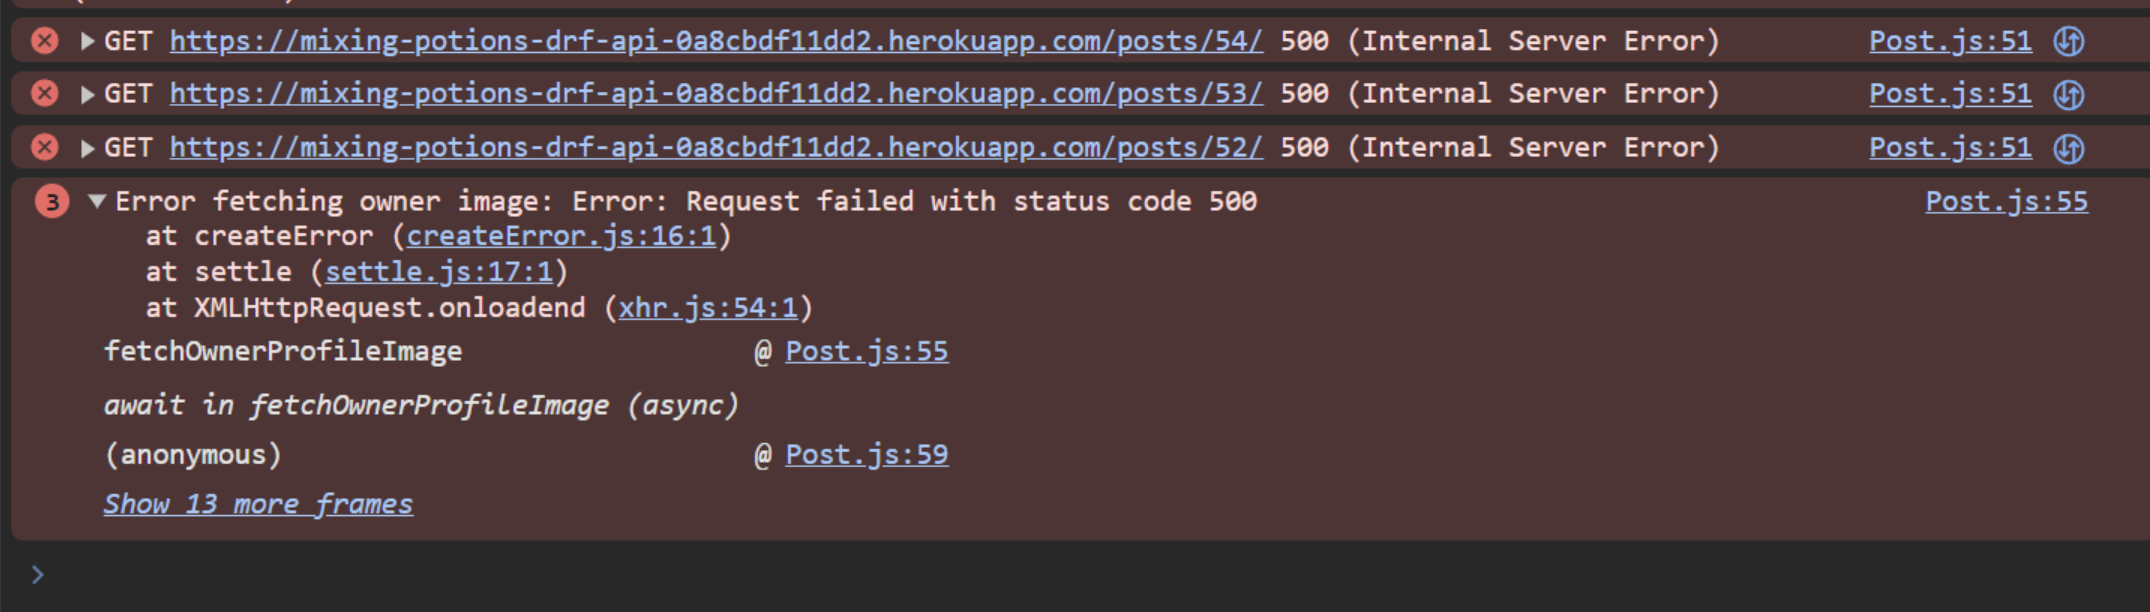 GET https://mixing-potions-drf-api-0a8cbdf11dd2.herokuapp.com/posts/54/ 500 (Internal Server Error) Post.js:51
GET https://mixing-potions-drf-api-0a8cbdf11dd2.herokuapp.com/posts/53/ 500 (Internal Server Error) Post.js:51
GET https://mixing-potions-drf-api-0a8cbdf11dd2.herokuapp.com/posts/52/ 500 (Internal Server Error) Post.js:51
3 Error fetching owner image: Error: Request failed with status code 500 Post.js:55
at createError (createError.js:16:1)
at settle (settle.js:17:1)
at XMLHttpRequest.onloadend (xhr.js:54:1)
fetchOwnerProfileImage @ Post.js:55
await in fetchOwnerProfileImage (async)
(anonymous) @ Post.js:59
Show 13 more frames